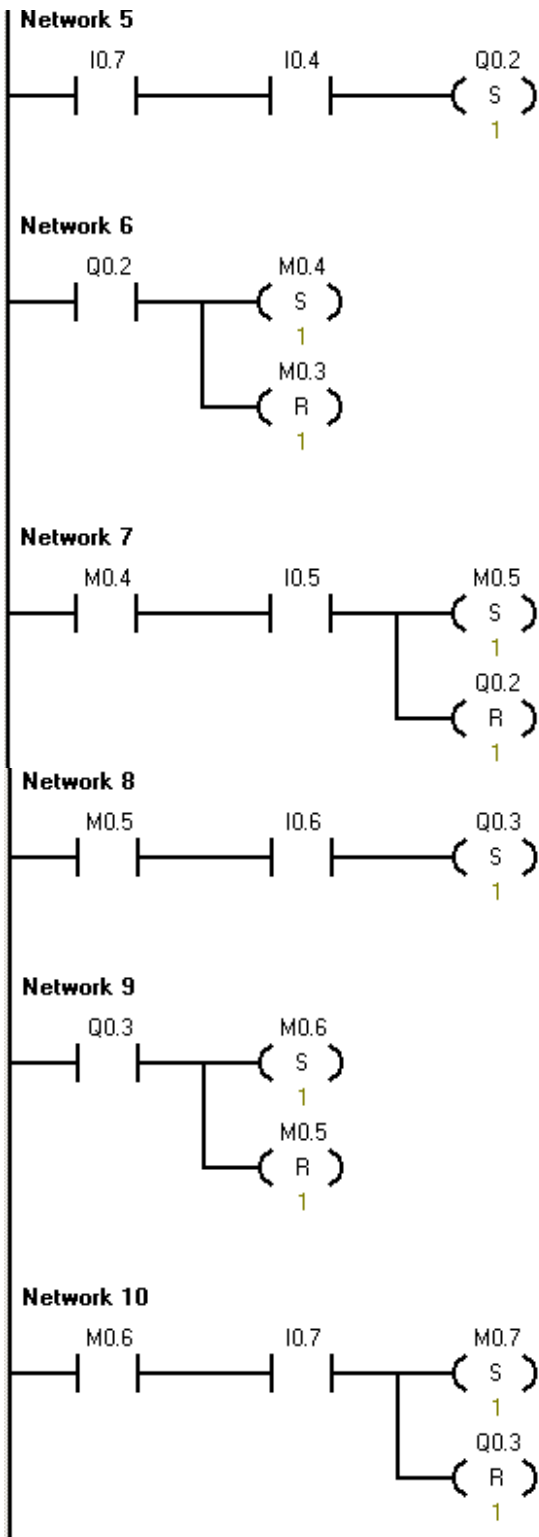 Network 5
I0.7 I0.4 Q0.2
S
1
Network 6
Q0.2 M0.4
S
1
M0.3
R
1
Network 7
M0.4 I0.5 M0.5
S
1
Q0.2
R
1
Network 8
M0.5 I0.6 Q0.3
S
1
Network 9
Q0.3 M0.6
S
1
M0.5
R
1
Network 10
M0.6 I0.7 M0.7
S
1
Q0.3
R
1